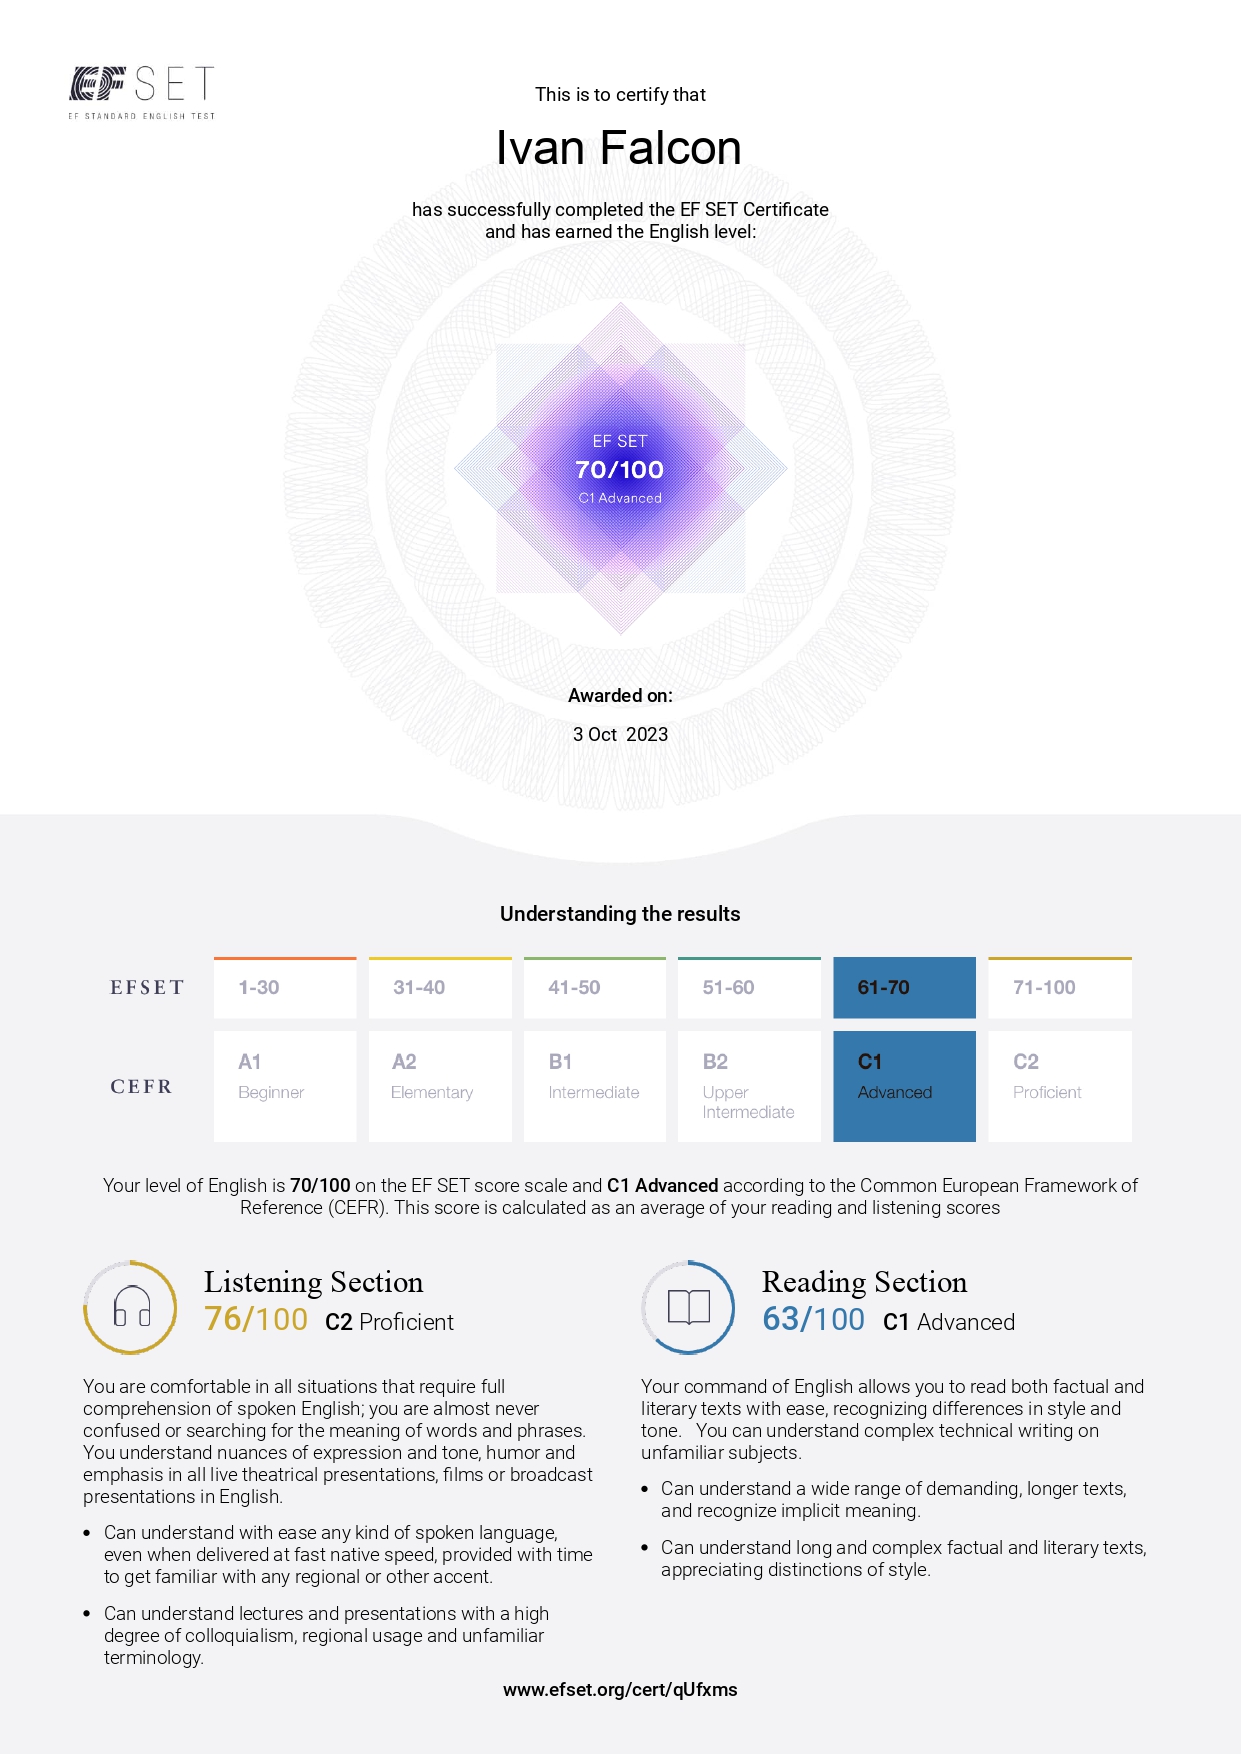 EF SET
EF STANDARD ENGLISH TEST
This is to certify that
Ivan Falcon
has successfully completed the EF SET Certificate
and has earned the English level:
EF SET
70/100
C1 Advanced
Awarded on:
3 Oct 2023
Understanding the results
EFSET 1-30 31-40 41-50 51-60 61-70 71-100
CEFR
A1 A2 B1 B2 C1 C2
Beginner Elementary Intermediate Upper Intermediate Advanced Proficient
Your level of English is 70/100 on the EF SET score scale and C1 Advanced according to the Common European Framework of
Reference (CEFR). This score is calculated as an average of your reading and listening scores
Listening Section
76/100 C2 Proficient
You are comfortable in all situations that require full
comprehension of spoken English; you are almost never
confused or searching for the meaning of words and phrases.
You understand nuances of expression and tone, humor and
emphasis in all live theatrical presentations, films or broadcast
presentations in English.
• Can understand with ease any kind of spoken language,
even when delivered at fast native speed, provided with time
to get familiar with any regional or other accent.
• Can understand lectures and presentations with a high
degree of colloquialism, regional usage and unfamiliar
terminology.
Reading Section
63/100 C1 Advanced
Your command of English allows you to read both factual and
literary texts with ease, recognizing differences in style and
tone. You can understand complex technical writing on
unfamiliar subjects.
• Can understand a wide range of demanding, longer texts,
and recognize implicit meaning.
• Can understand long and complex factual and literary texts,
appreciating distinctions of style.
www.efset.org/cert/qUfxms